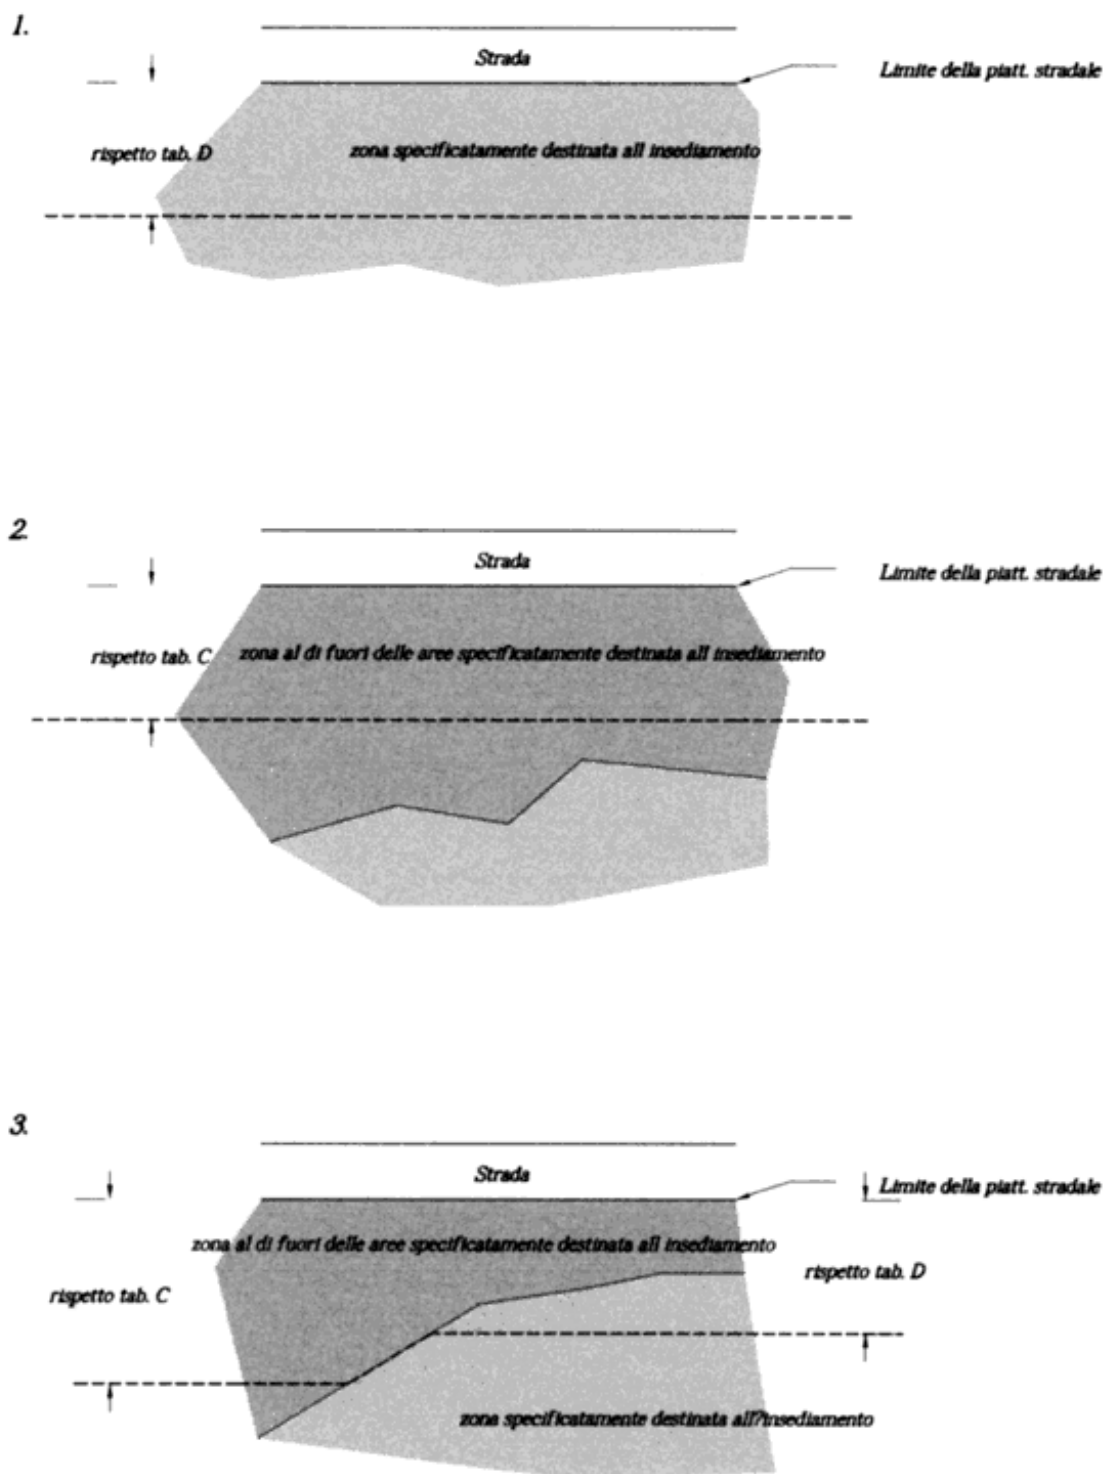 1.
Strada
Limite della piatt. stradale
rispetto tab. D
zona specificatamente destinata all insediamento
2.
Strada
Limite della piatt. stradale
rispetto tab. C
zona al di fuori delle aree specificatamente destinata all insediamento
3.
Strada
Limite della piatt. stradale
zona al di fuori delle aree specificatamente destinata all insediamento
rispetto tab. D
rispetto tab. C
zona specificatamente destinata all?insediamento